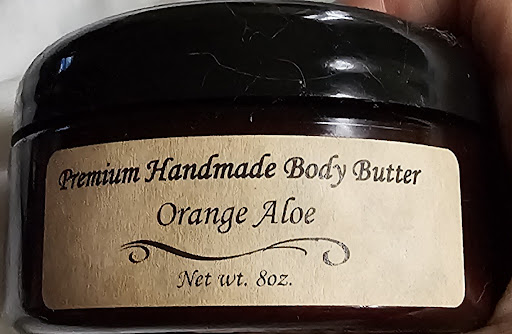 Premium Handmade Body Butter
Orange Aloe
Net wt. 8oz.